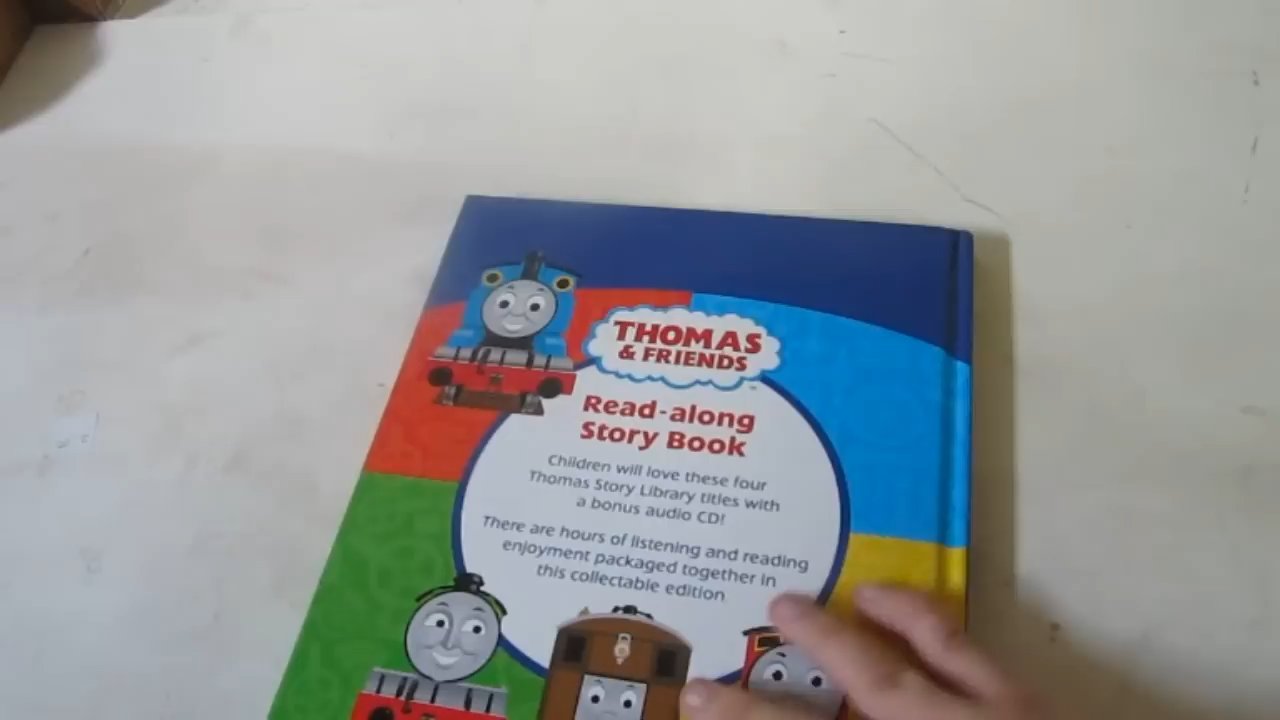 THOMAS
& FRIENDS
Read-along
Story Book
Children will love these four
Thomas Story Library titles with
a bonus audio CD!
There are hours of listening and reading
enjoyment packaged together in
this collectable edition